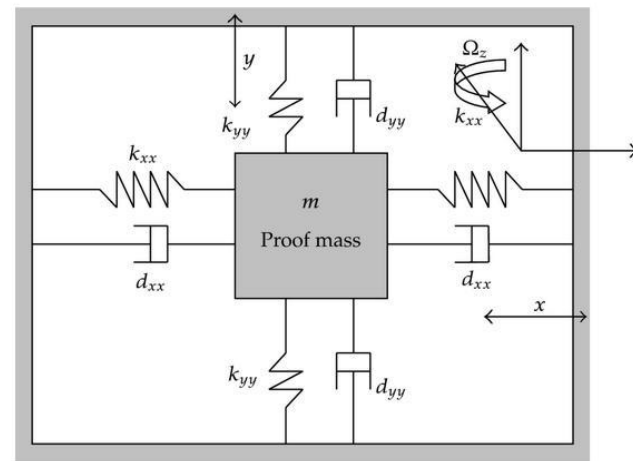 y
Ω_z
k_yy
d_yy
k_xx
k_xx
m
Proof mass
d_xx
d_xx
x
k_yy
d_yy